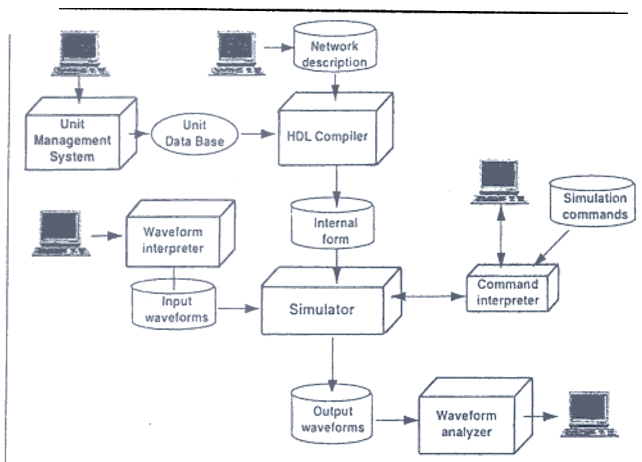 Network
description
Unit
Management
System
Unit
Data Base
HDL Compiler
Simulation
commands
Waveform
interpreter
Internal
form
Command
interpreter
Input
waveforms
Simulator
Output
waveforms
Waveform
analyzer